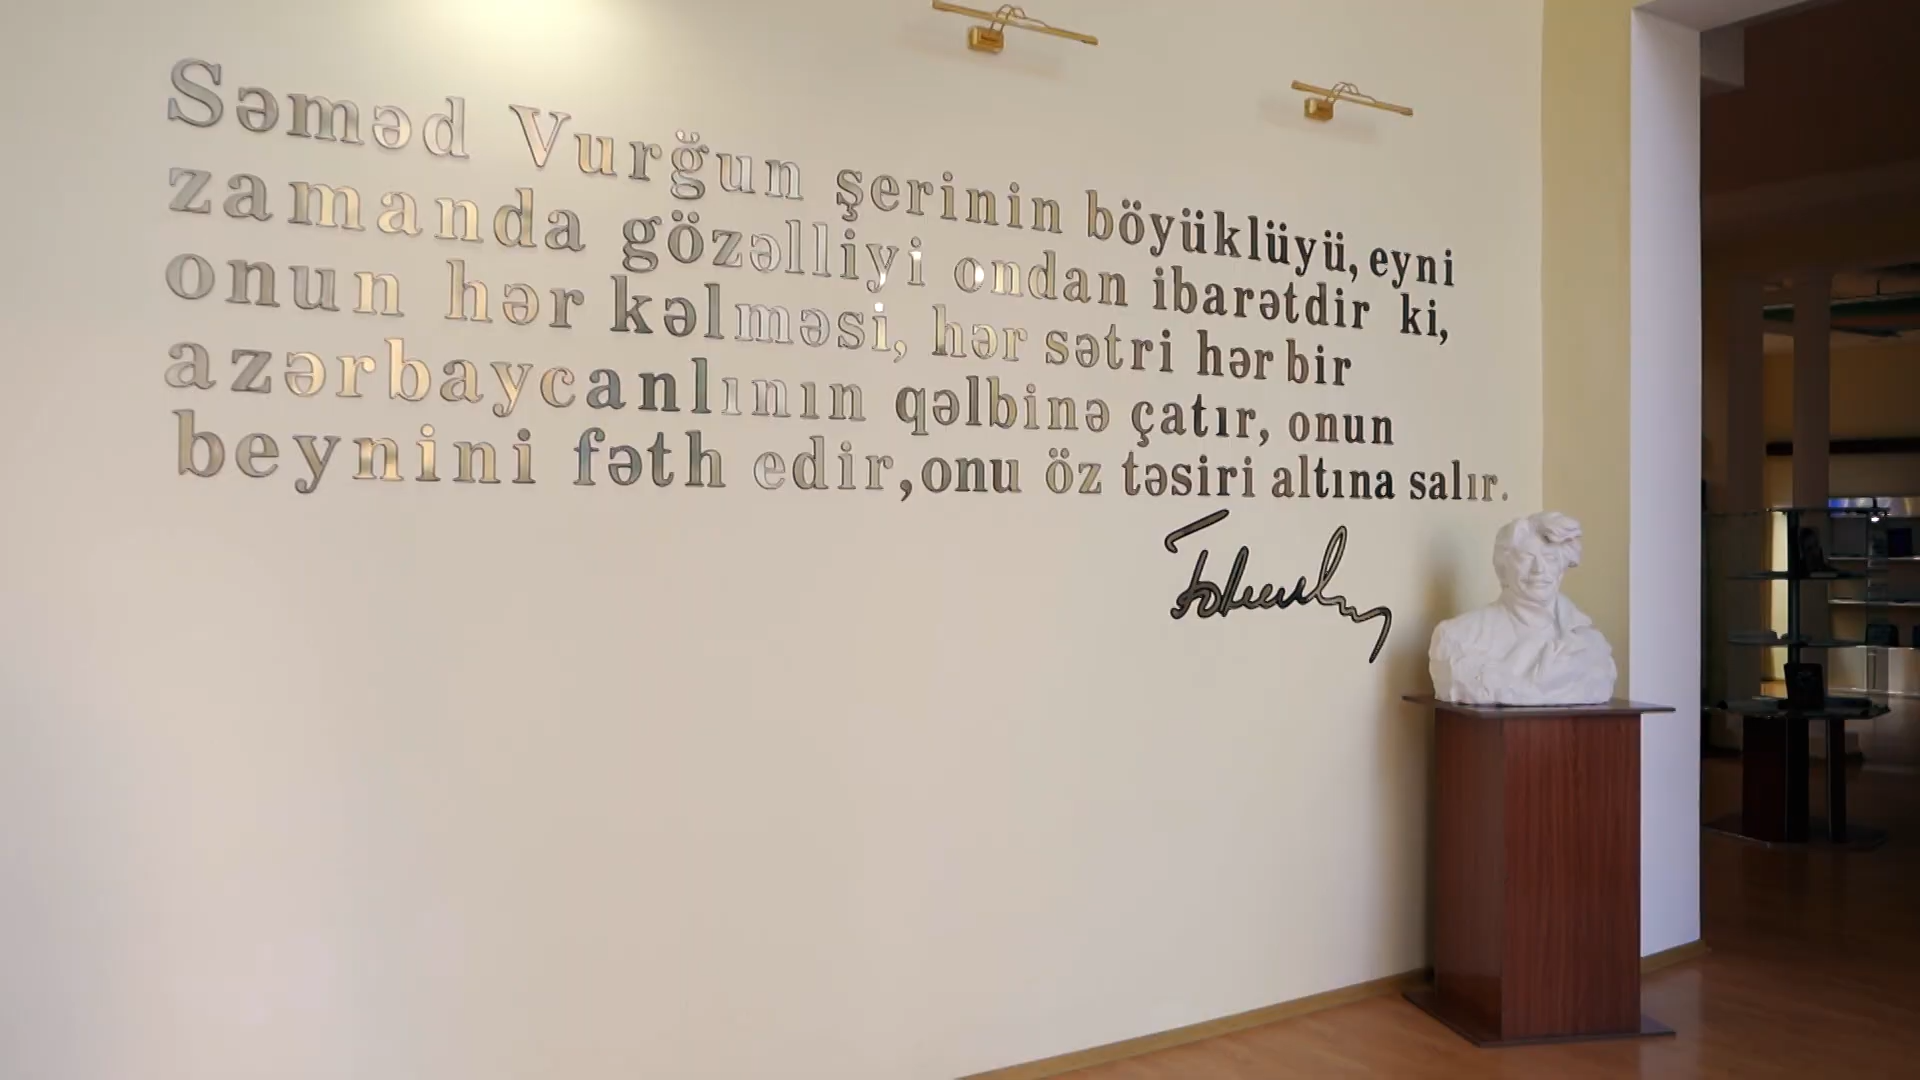 Səməd Vurğun şerinin böyüklüyü, eyni
zamanda gözəlliyi ondan ibarətdir ki,
onun hər kəlməsi, hər sətri hər bir
azərbaycanlının qəlbinə çatır, onun
beynini fəth edir, onu öz təsiri altına salır.